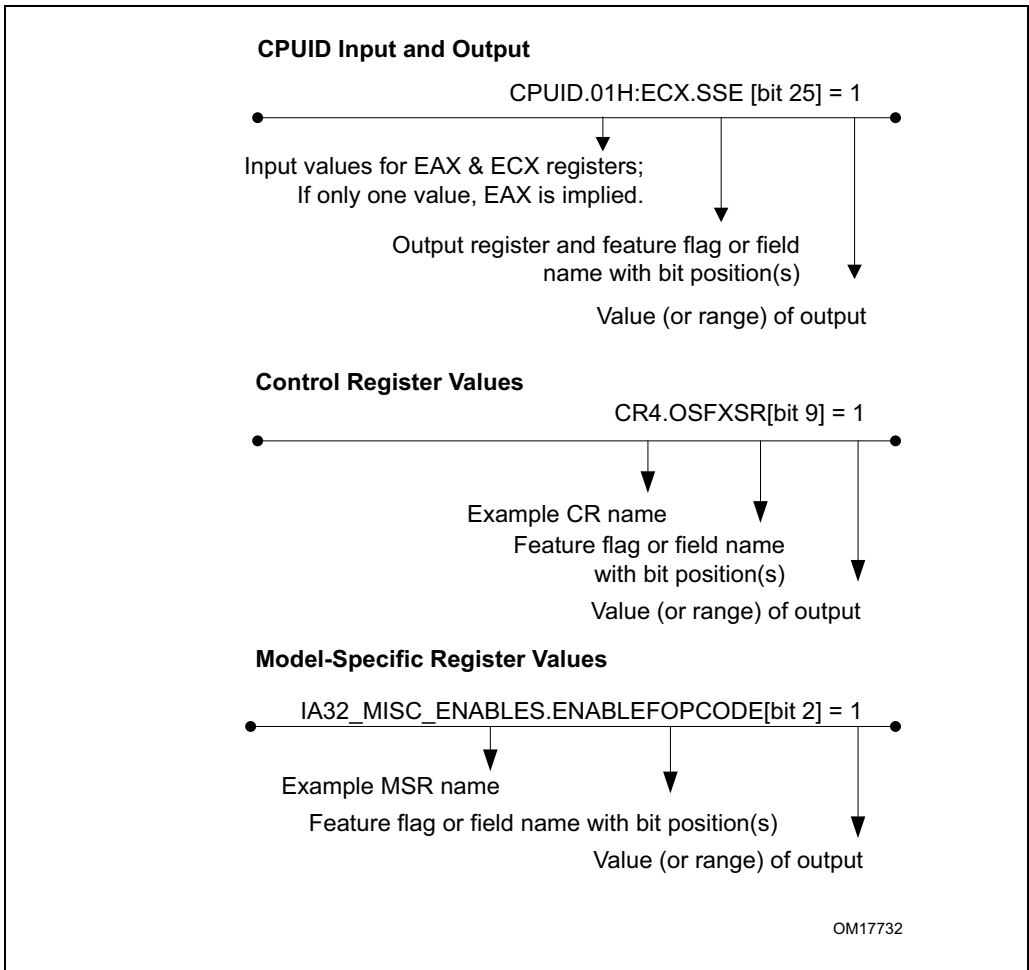 CPUID Input and Output
CPUID.01H:ECX.SSE [bit 25] = 1
Input values for EAX & ECX registers;
If only one value, EAX is implied.
Output register and feature flag or field
name with bit position(s)
Value (or range) of output
Control Register Values
CR4.OSFXSR[bit 9] = 1
Example CR name
Feature flag or field name
with bit position(s)
Value (or range) of output
Model-Specific Register Values
IA32_MISC_ENABLES.ENABLEFOPCODE[bit 2] = 1
Example MSR name
Feature flag or field name with bit position(s)
Value (or range) of output
OM17732